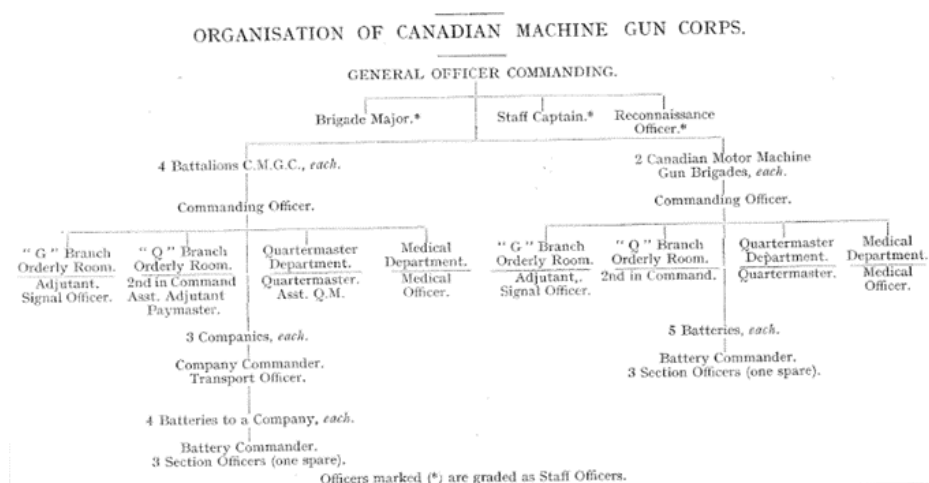 ORGANISATION OF CANADIAN MACHINE GUN CORPS.
GENERAL OFFICER COMMANDING.
Brigade Major.*
Staff Captain.*
Reconnaissance
Officer.*
4 Battalions C.M.G.C., each.
Commanding Officer.
" G " Branch
Orderly Room.
Adjutant.
Signal Officer.
" Q " Branch
Orderly Room.
2nd in Command
Asst. Adjutant
Paymaster.
Quartermaster
Department.
Quartermaster.
Asst. Q.M.
Medical
Department.
Medical
Officer.
3 Companies, each.
Company Commander.
Transport Officer.
4 Batteries to a Company, each.
Battery Commander.
3 Section Officers (one spare).
2 Canadian Motor Machine
Gun Brigades, each.
Commanding Officer.
" G " Branch
Orderly Room.
Adjutant,.
Signal Officer.
" Q " Branch
Orderly Room.
2nd in Command.
Quartermaster
Department.
Quartermaster.
Medical
Department.
Medical
Officer.
5 Batteries, each.
Battery Commander.
3 Section Officers (one spare).
Officers marked (*) are graded as Staff Officers.